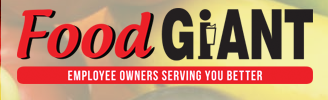 Food GiANT
EMPLOYEE OWNERS SERVING YOU BETTER